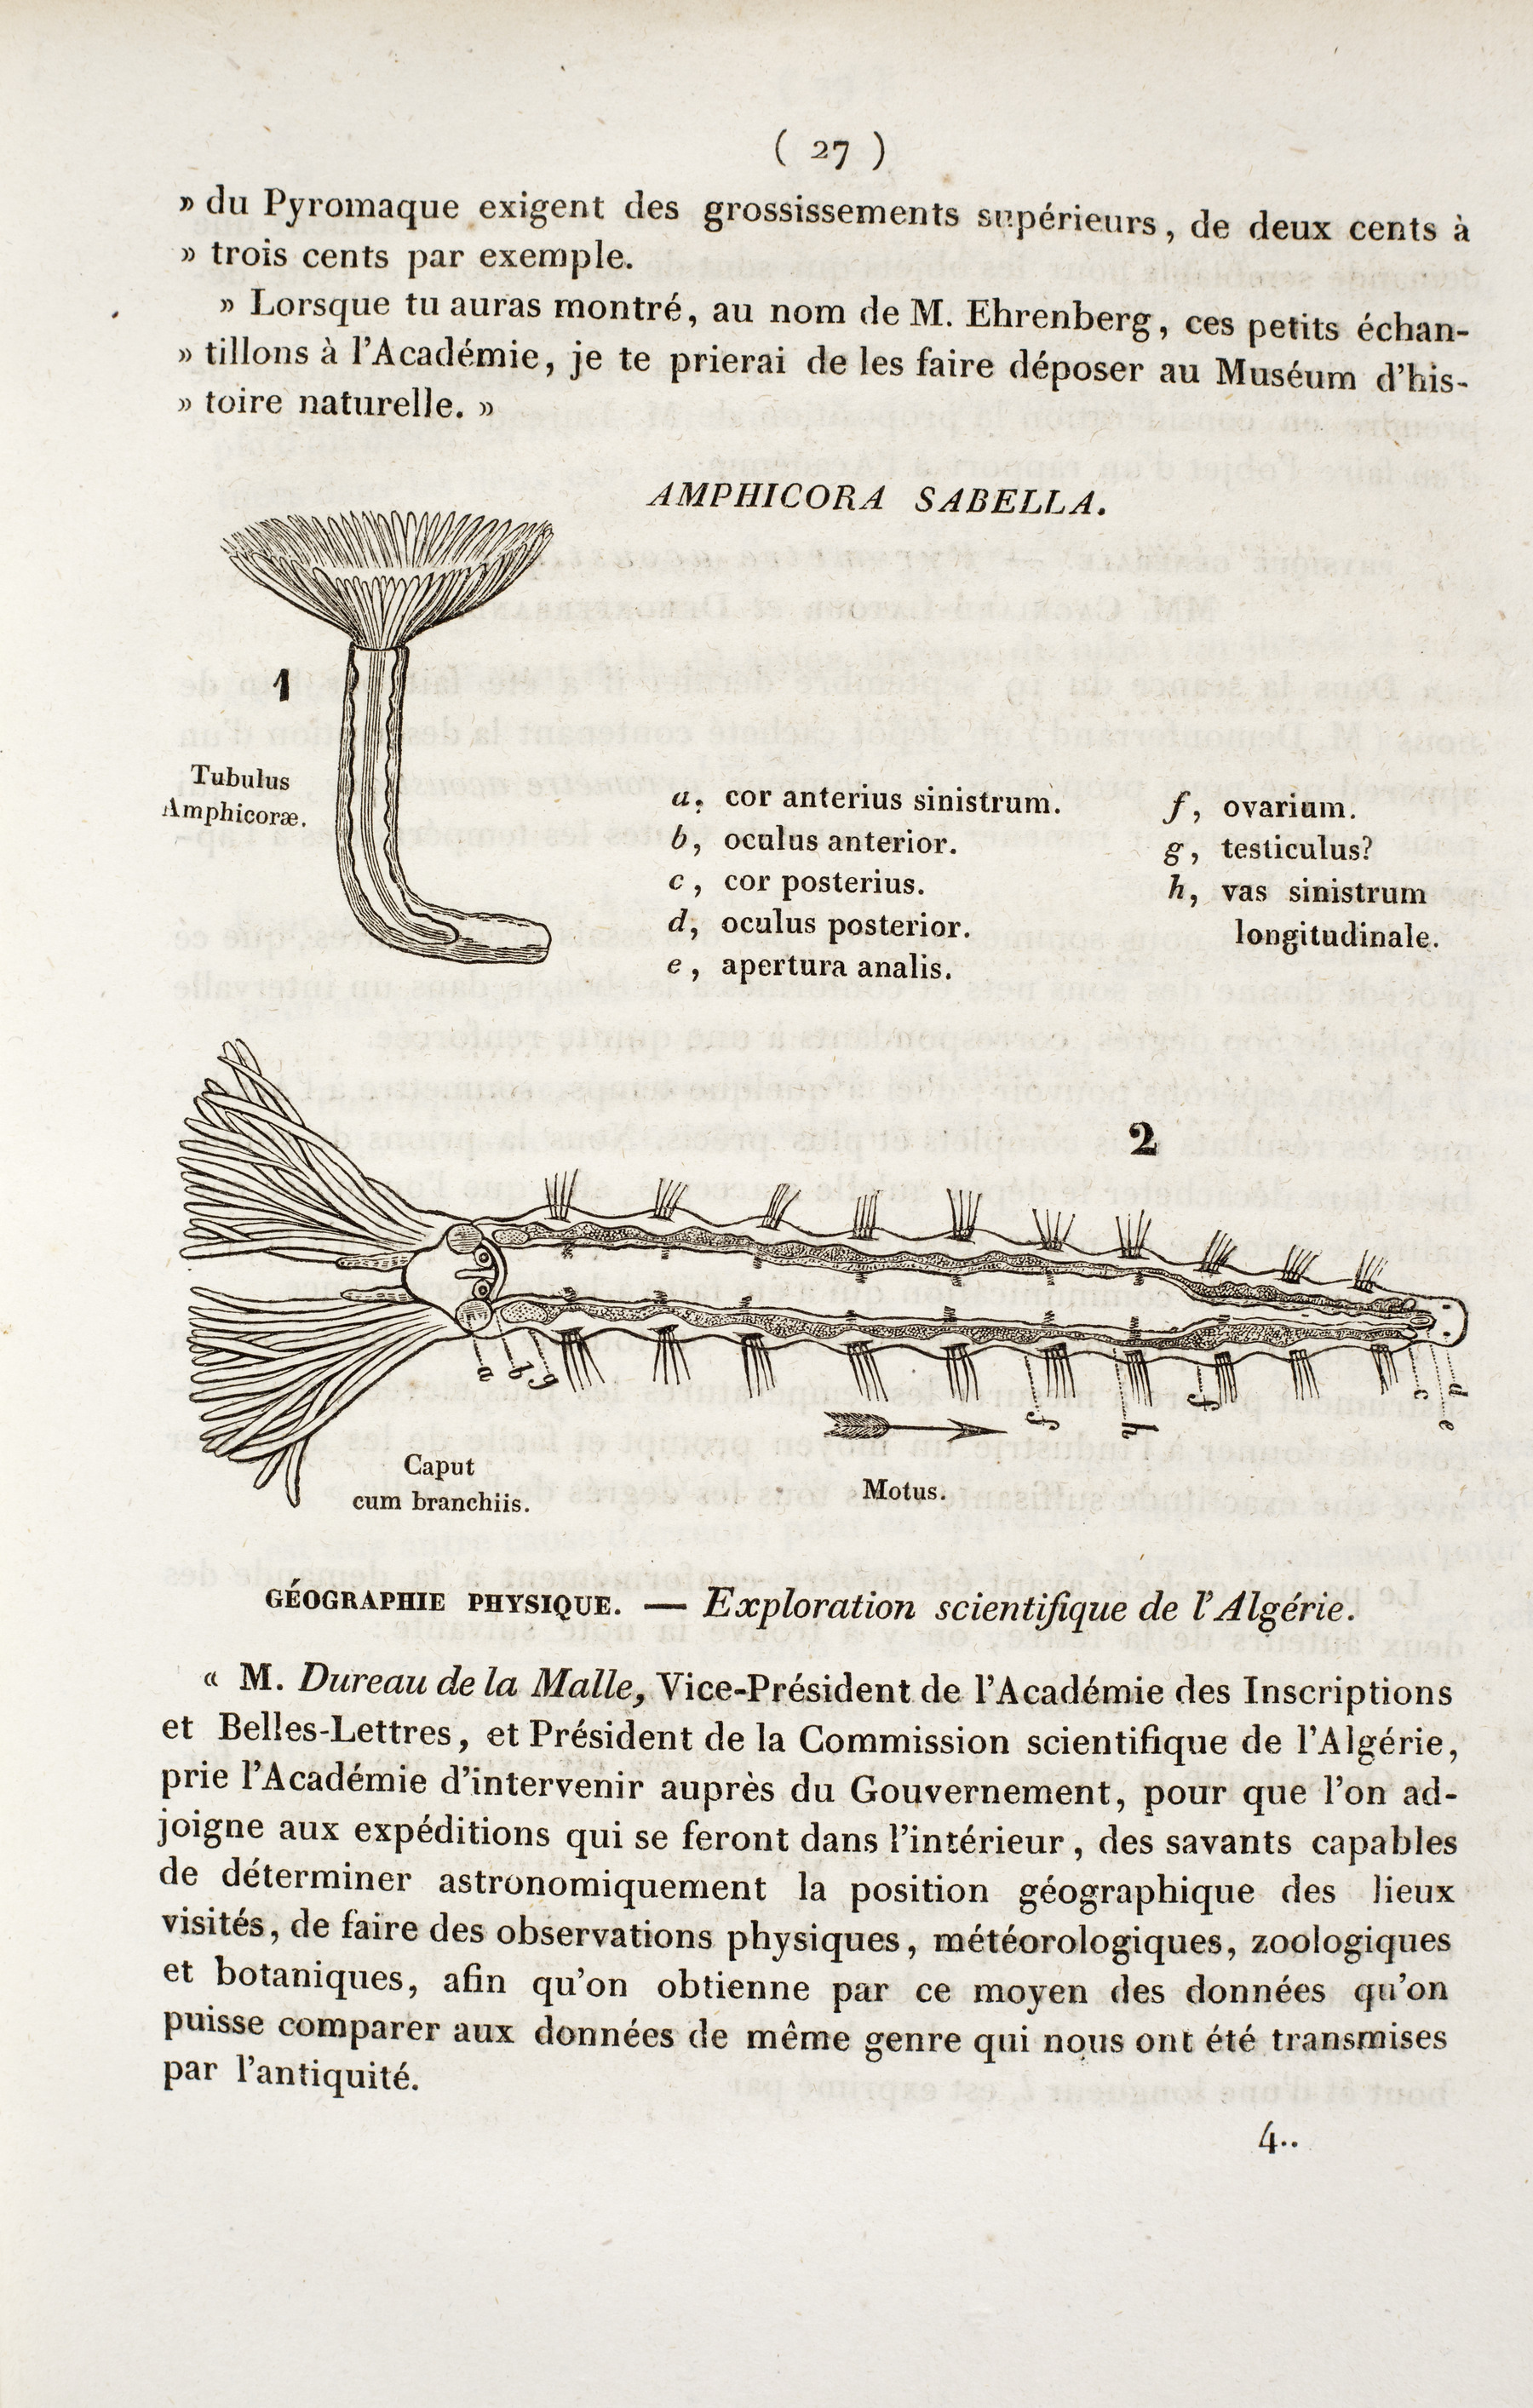 ( 27 )
» du Pyromaque exigent des grossissements supérieurs, de deux cents à
» trois cents par exemple.
» Lorsque tu auras montré, au nom de M. Ehrenberg, ces petits échan-
» tillons à l'Académie, je te prierai de les faire déposer au Muséum d'his-
» toire naturelle. »
AMPHICORA SABELLA.
1
Tubulus
Amphicoræ.
a. cor anterius sinistrum.
b, oculus anterior.
c, cor posterius.
d, oculus posterior.
e, apertura analis.
f, ovarium.
g, testiculus?
h, vas sinistrum
longitudinale.
2
a b g f h f c e d
Caput
cum branchiis.
Motus.
GÉOGRAPHIE PHYSIQUE. — Exploration scientifique de l'Algérie.
« M. Dureau de la Malle, Vice-Président de l'Académie des Inscriptions
et Belles-Lettres, et Président de la Commission scientifique de l'Algérie,
prie l'Académie d'intervenir auprès du Gouvernement, pour que l'on ad-
joigne aux expéditions qui se feront dans l'intérieur, des savants capables
de déterminer astronomiquement la position géographique des lieux
visités, de faire des observations physiques, météorologiques, zoologiques
et botaniques, afin qu'on obtienne par ce moyen des données qu'on
puisse comparer aux données de même genre qui nous ont été transmises
par l'antiquité.
4..